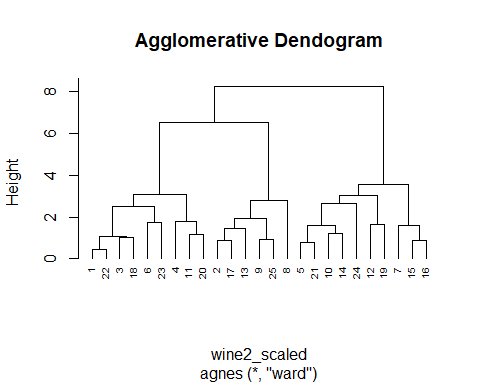 Agglomerative Dendogram
Height
0 2 4 6 8
1 22 3 18 6 23 4 11 20 2 17 13 9 25 8 5 21 10 14 24 12 19 7 15 16
wine2_scaled
agnes (*, "ward")